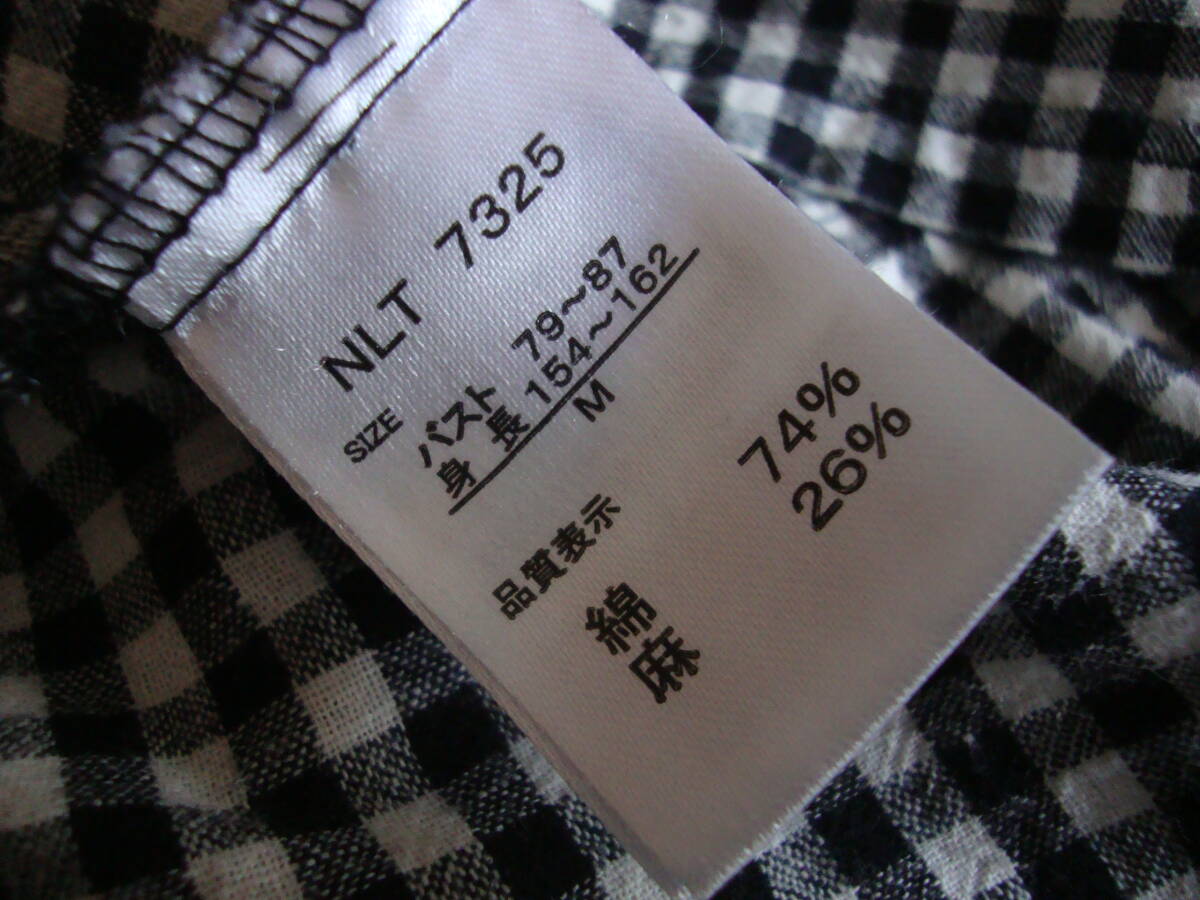 NLT 7325
SIZE
バスト 79～87
身長 154～162
M
品質表示
綿 74%
麻 26%